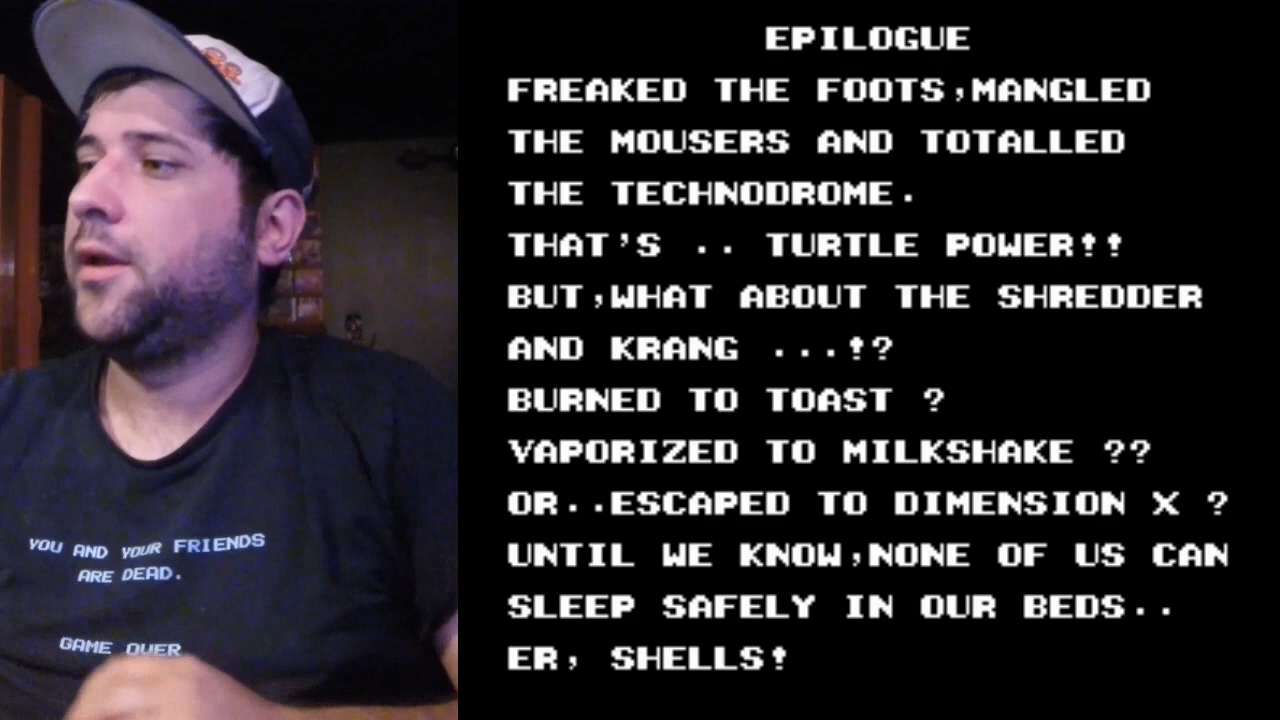 EPILOGUE
FREAKED THE FOOTS,MANGLED
THE MOUSERS AND TOTALLED
THE TECHNODROME.
THAT'S .. TURTLE POWER!!
BUT,WHAT ABOUT THE SHREDDER
AND KRANG ...!?
BURNED TO TOAST ?
VAPORIZED TO MILKSHAKE ??
OR..ESCAPED TO DIMENSION X ?
UNTIL WE KNOW,NONE OF US CAN
SLEEP SAFELY IN OUR BEDS..
ER, SHELLS!
YOU AND YOUR FRIENDS
ARE DEAD.
GAME OVER